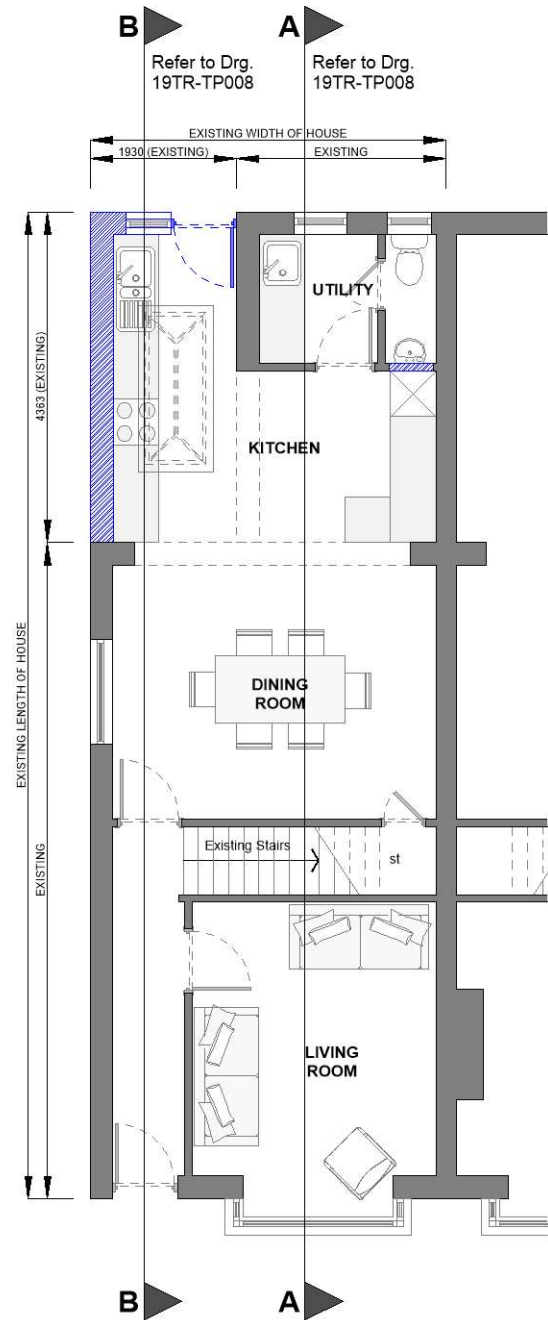 B
A
Refer to Drg.
19TR-TP008
Refer to Drg.
19TR-TP008
EXISTING WIDTH OF HOUSE
1930 (EXISTING)
EXISTING
UTILITY
4363 (EXISTING)
KITCHEN
EXISTING LENGTH OF HOUSE
DINING
ROOM
Existing Stairs
st
EXISTING
LIVING
ROOM
B
A